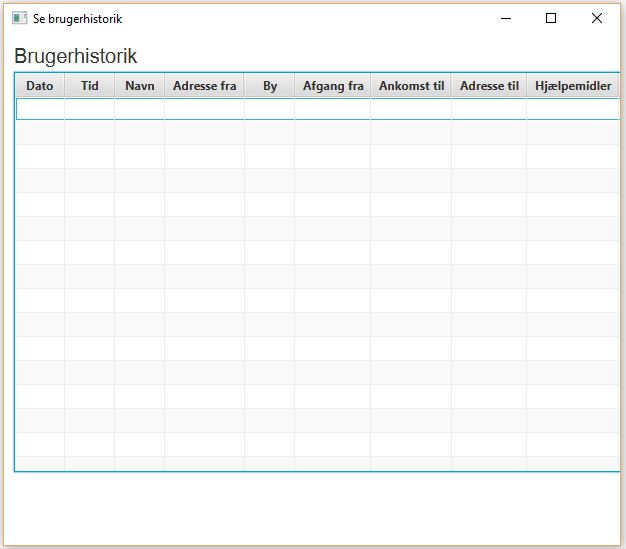 Se brugerhistorik
Brugerhistorik
Dato Tid Navn Adresse fra By Afgang fra Ankomst til Adresse til Hjælpemidler